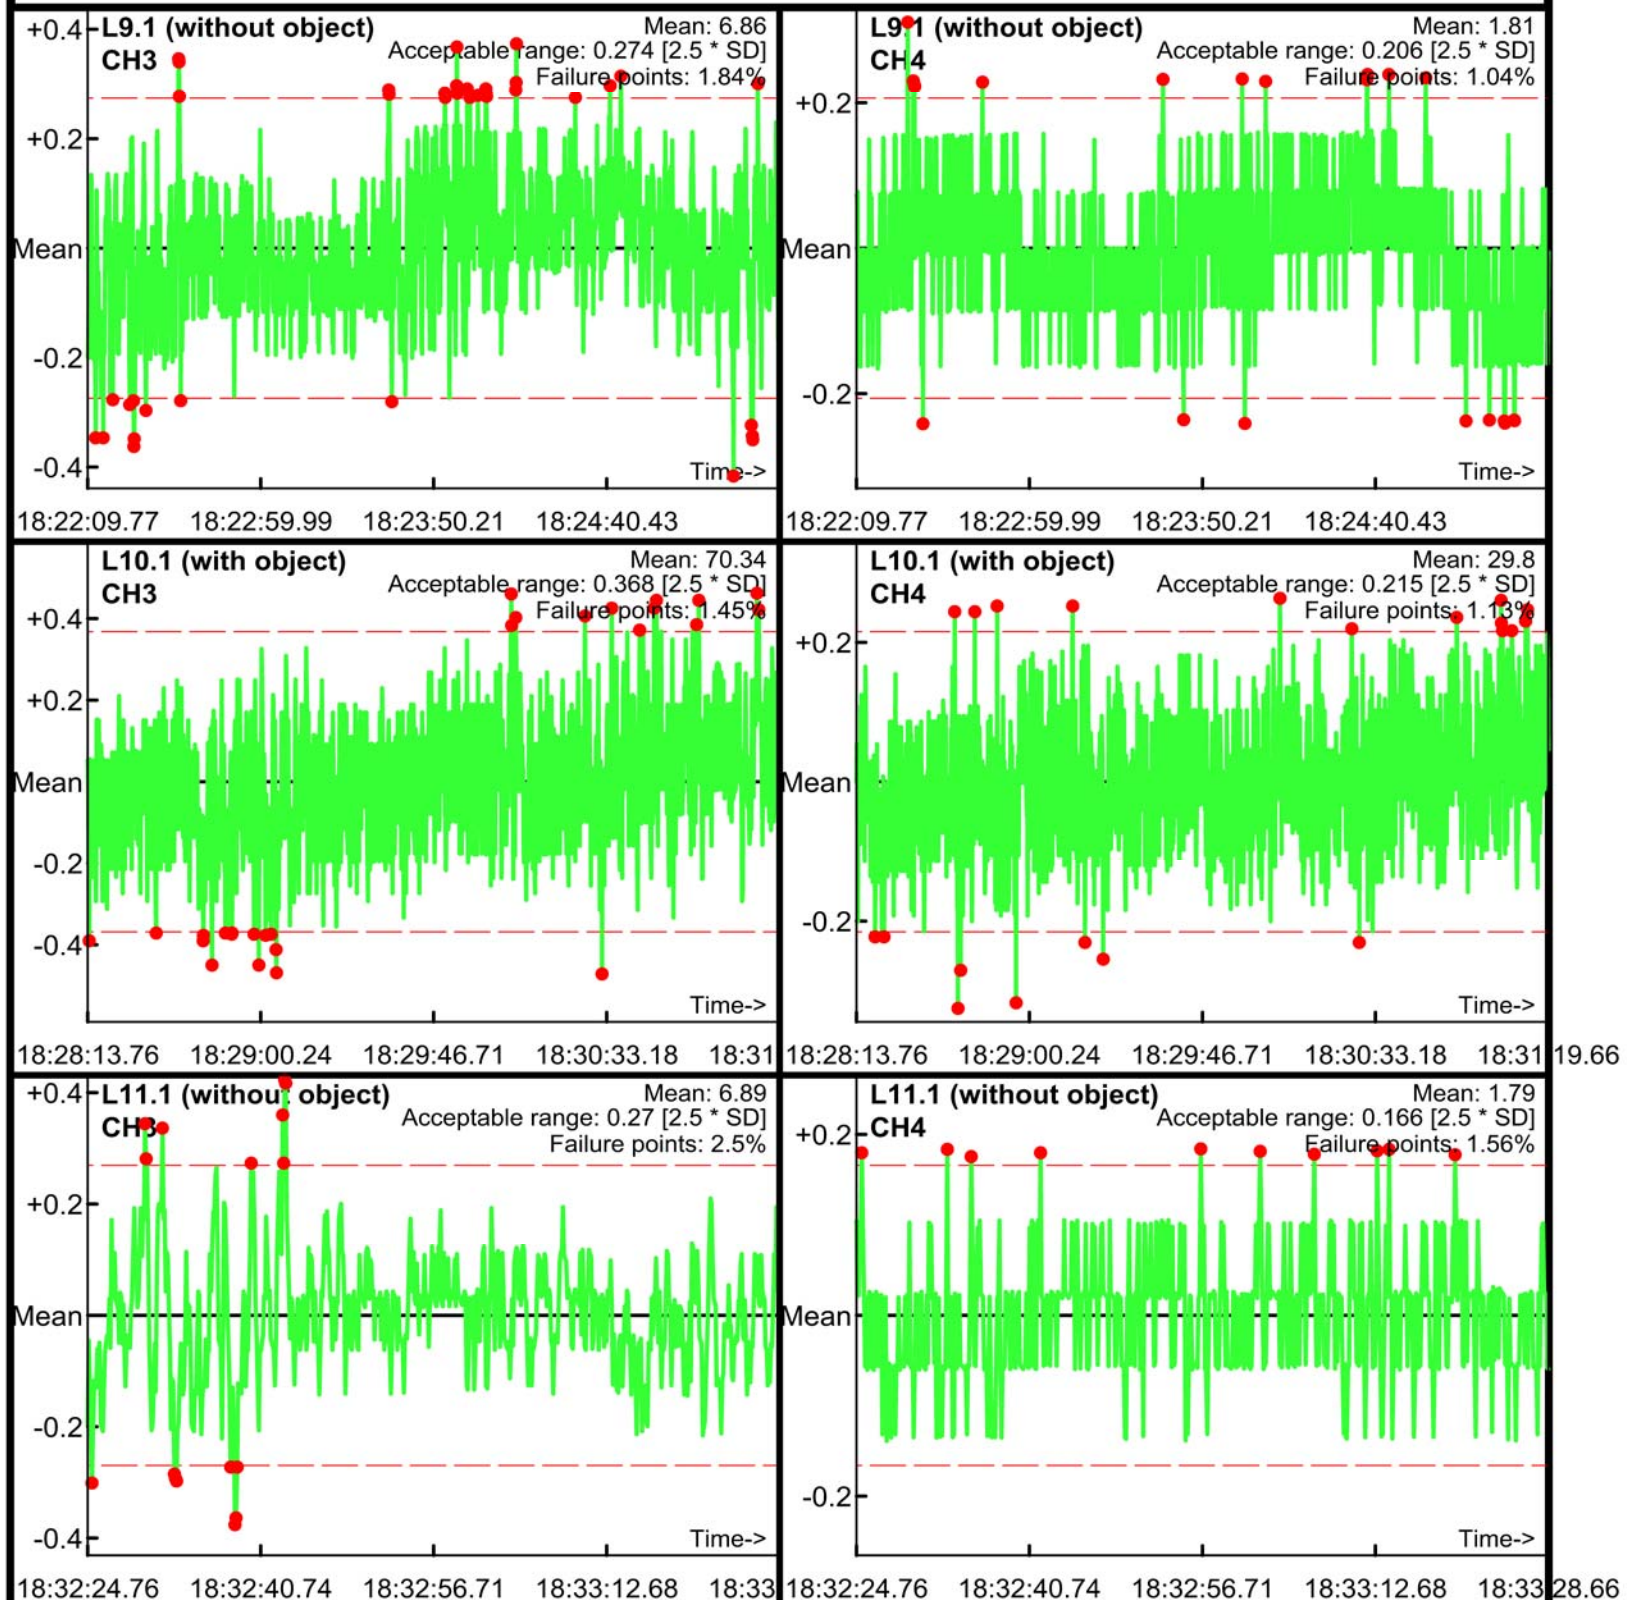 L9.1 (without object)
CH3
Mean: 6.86
Acceptable range: 0.274 [2.5 * SD]
Failure points: 1.84%
+0.4
+0.2
Mean
-0.2
-0.4
Time->
18:22:09.77 18:22:59.99 18:23:50.21 18:24:40.43
L9.1 (without object)
CH4
Mean: 1.81
Acceptable range: 0.206 [2.5 * SD]
Failure points: 1.04%
+0.2
Mean
-0.2
Time->
18:22:09.77 18:22:59.99 18:23:50.21 18:24:40.43
L10.1 (with object)
CH3
Mean: 70.34
Acceptable range: 0.368 [2.5 * SD]
Failure points: 1.45%
+0.4
+0.2
Mean
-0.2
-0.4
Time->
18:28:13.76 18:29:00.24 18:29:46.71 18:30:33.18 18:31
L10.1 (with object)
CH4
Mean: 29.8
Acceptable range: 0.215 [2.5 * SD]
Failure points: 1.13%
+0.2
Mean
-0.2
Time->
18:28:13.76 18:29:00.24 18:29:46.71 18:30:33.18 18:31:19.66
L11.1 (without object)
CH3
Mean: 6.89
Acceptable range: 0.27 [2.5 * SD]
Failure points: 2.5%
+0.4
+0.2
Mean
-0.2
-0.4
Time->
18:32:24.76 18:32:40.74 18:32:56.71 18:33:12.68 18:33
L11.1 (without object)
CH4
Mean: 1.79
Acceptable range: 0.166 [2.5 * SD]
Failure points: 1.56%
+0.2
Mean
-0.2
Time->
18:32:24.76 18:32:40.74 18:32:56.71 18:33:12.68 18:33:28.66